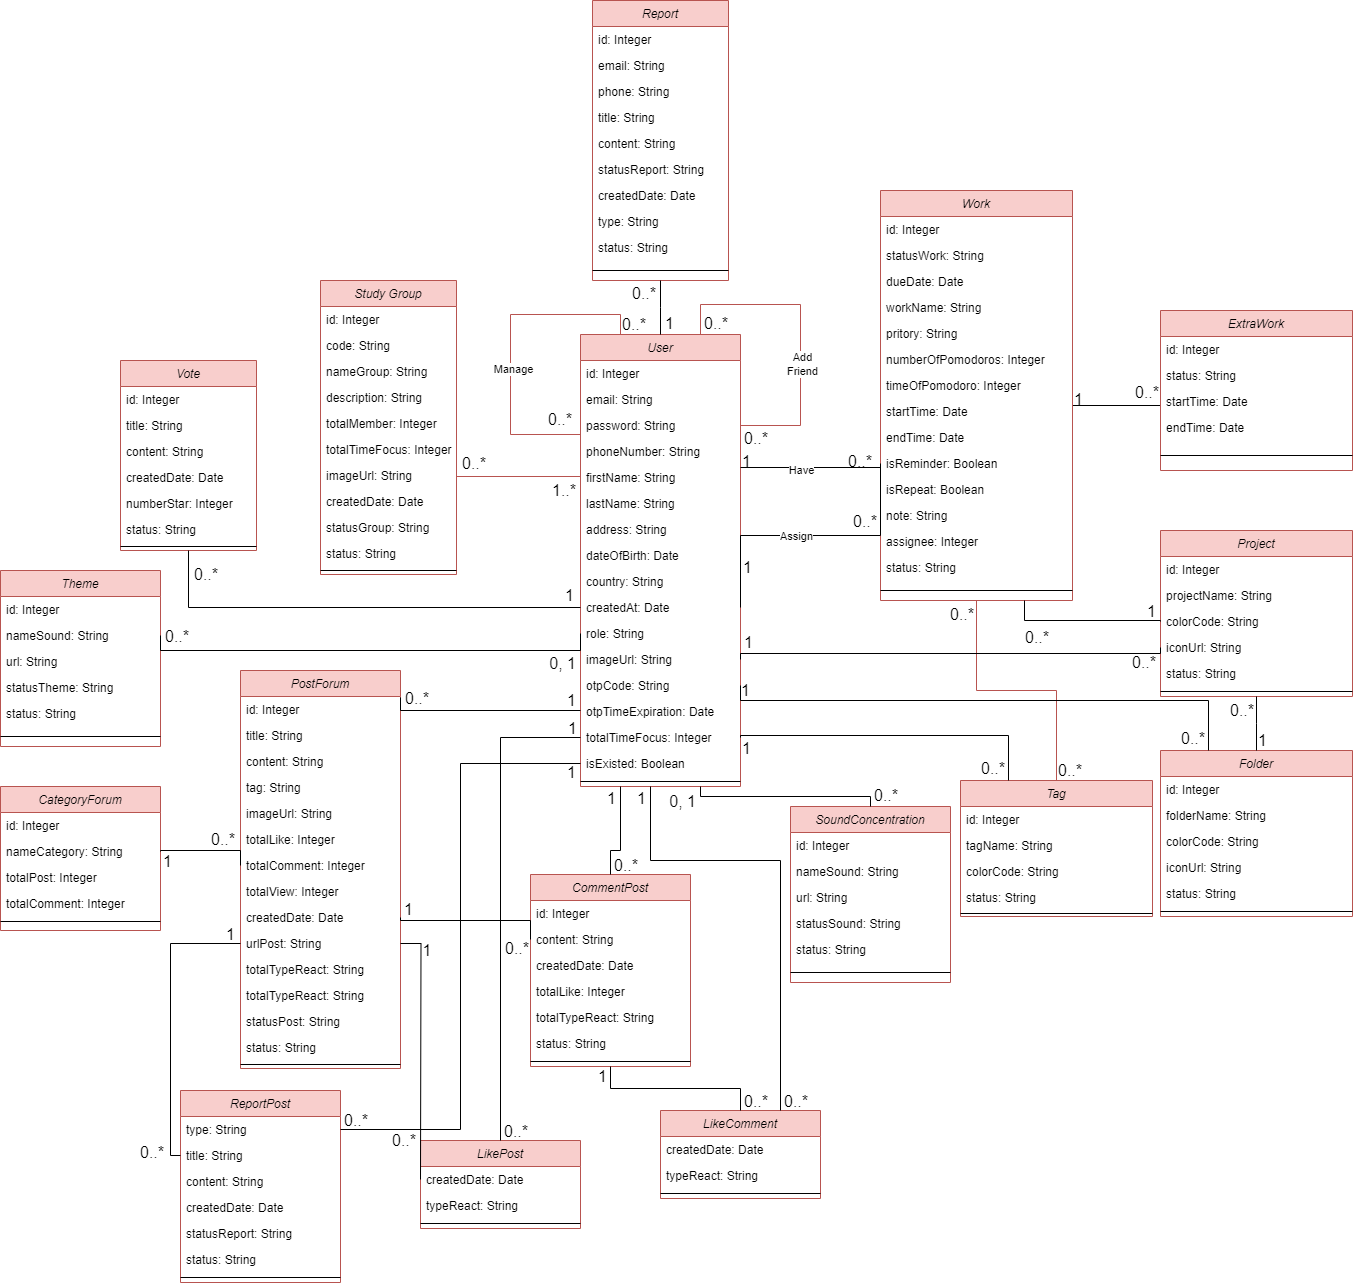 Report
id: Integer
email: String
phone: String
title: String
content: String
statusReport: String
createdDate: Date
type: String
status: String
0..*
1
Work
id: Integer
statusWork: String
dueDate: Date
workName: String
pritory: String
numberOfPomodoros: Integer
timeOfPomodoro: Integer
startTime: Date
endTime: Date
isReminder: Boolean
isRepeat: Boolean
note: String
assignee: Integer
status: String
ExtraWork
id: Integer
status: String
startTime: Date
endTime: Date
1
0..*
Study Group
id: Integer
code: String
nameGroup: String
description: String
totalMember: Integer
totalTimeFocus: Integer
imageUrl: String
createdDate: Date
statusGroup: String
status: String
0..*
1..*
Manage
0..*
0..*
Add
Friend
0..*
0..*
User
id: Integer
email: String
password: String
phoneNumber: String
firstName: String
lastName: String
address: String
dateOfBirth: Date
country: String
createdAt: Date
role: String
imageUrl: String
otpCode: String
otpTimeExpiration: Date
totalTimeFocus: Integer
isExisted: Boolean
1
Have
0..*
Assign
0..*
1
Vote
id: Integer
title: String
content: String
createdDate: Date
numberStar: Integer
status: String
0..*
1
Theme
id: Integer
nameSound: String
url: String
statusTheme: String
status: String
0..*
0, 1
Project
id: Integer
projectName: String
colorCode: String
iconUrl: String
status: String
0..*
1
0..*
1
0..*
0..*
1
Folder
id: Integer
folderName: String
colorCode: String
iconUrl: String
status: String
1
0..*
Tag
id: Integer
tagName: String
colorCode: String
status: String
1
0..*
0..*
SoundConcentration
id: Integer
nameSound: String
url: String
statusSound: String
status: String
0, 1
0..*
PostForum
id: Integer
title: String
content: String
tag: String
imageUrl: String
totalLike: Integer
totalComment: Integer
totalView: Integer
createdDate: Date
urlPost: String
totalTypeReact: String
totalTypeReact: String
statusPost: String
status: String
0..*
1
1
1
CategoryForum
id: Integer
nameCategory: String
totalPost: Integer
totalComment: Integer
1
0..*
CommentPost
id: Integer
content: String
createdDate: Date
totalLike: Integer
totalTypeReact: String
status: String
1
1
0..*
1
0..*
1
1
1
0..*
0..*
ReportPost
type: String
title: String
content: String
createdDate: Date
statusReport: String
status: String
0..*
0..*
LikePost
createdDate: Date
typeReact: String
0..*
0..*
LikeComment
createdDate: Date
typeReact: String